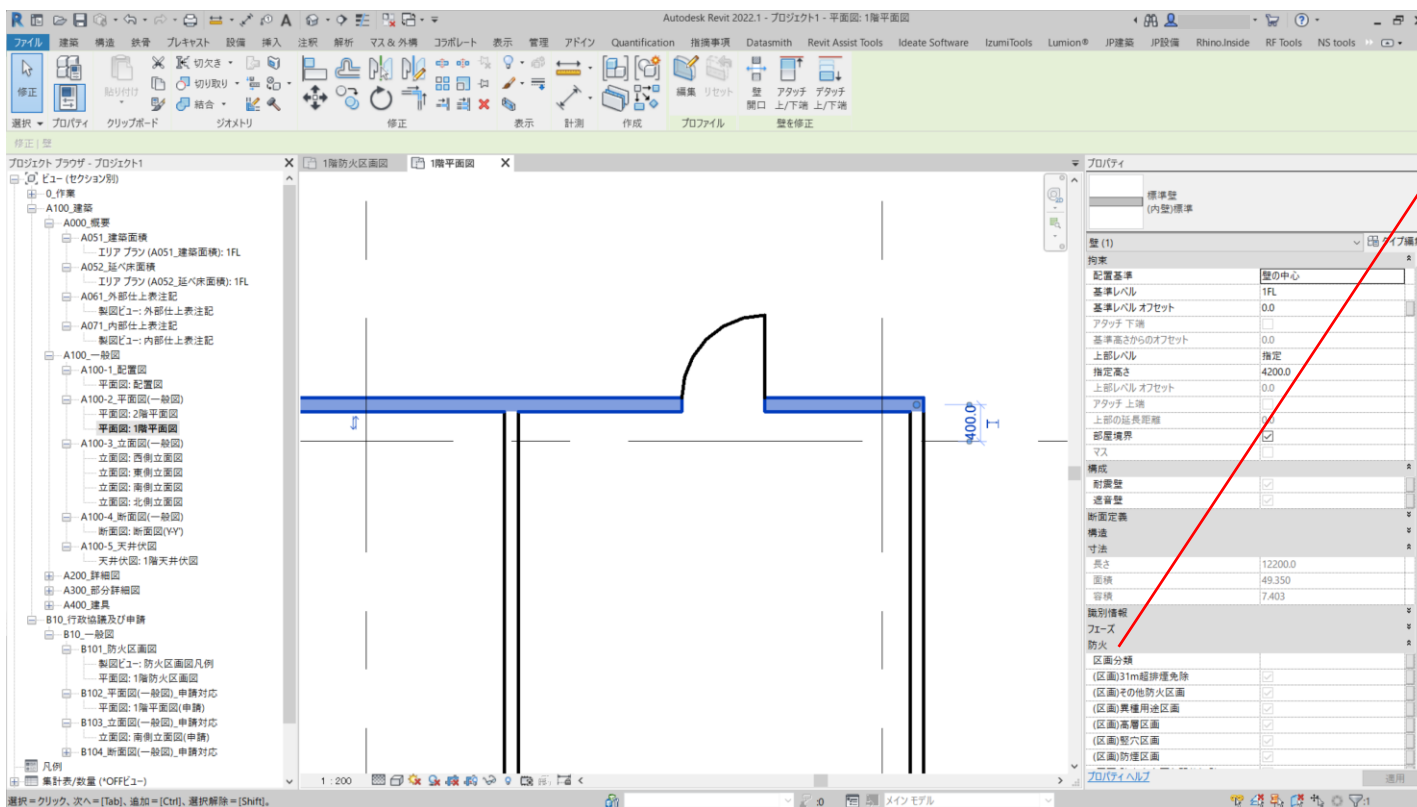 Autodesk Revit 2022.1 - プロジェクト1 - 平面図: 1階平面図
ファイル 建築 構造 鉄骨 プレキャスト 設備 挿入 注釈 解析 マス & 外構 コラボレート 表示 管理 アドイン Quantification 指摘事項 Datasmith Revit Assist Tools Ideate Software IzumiTools Lumion® JP建築 JP設備 Rhino.Inside RF Tools NS tools
切欠き
切り取り
結合
修正 貼り付け 編集 リセット 壁 アタッチ デタッチ
開口 上/下端 上/下端
選択 プロパティ クリップボード ジオメトリ 修正 表示 計測 作成 プロファイル 壁を修正
修正 | 壁
プロジェクト ブラウザ - プロジェクト1
ビュー (セクション別)
0_作業
A100_建築
A000_概要
A051_建築面積
エリア プラン (A051_建築面積): 1FL
A052_延べ床面積
エリア プラン (A052_延べ床面積): 1FL
A061_外部仕上表注記
製図ビュー: 外部仕上表注記
A071_内部仕上表注記
製図ビュー: 内部仕上表注記
A100_一般図
A100-1_配置図
平面図: 配置図
A100-2_平面図(一般図)
平面図: 2階平面図
平面図: 1階平面図
A100-3_立面図(一般図)
立面図: 西側立面図
立面図: 東側立面図
立面図: 南側立面図
立面図: 北側立面図
A100-4_断面図(一般図)
断面図: 断面図(Y-Y')
A100-5_天井伏図
天井伏図: 1階天井伏図
A200_詳細図
A300_部分詳細図
A400_建具
B10_行政協議及び申請
B10_一般図
B101_防火区画図
製図ビュー: 防火区画図凡例
平面図: 1階防火区画図
B102_平面図(一般図)_申請対応
平面図: 1階平面図(申請)
B103_立面図(一般図)_申請対応
立面図: 南側立面図(申請)
B104_断面図(一般図)_申請対応
凡例
集計表/数量 (*OFFビュー)
1階防火区画図 1階平面図
400.0
1 : 200
プロパティ
標準壁
(内壁)標準
壁 (1) タイプ編
拘束
配置基準 壁の中心
基準レベル 1FL
基準レベル オフセット 0.0
アタッチ 下端
基準高さからのオフセット 0.0
上部レベル 指定
指定高さ 4200.0
上部レベル オフセット 0.0
アタッチ 上端
上部の延長距離 0.0
部屋境界
マス
構成
耐震壁
遮音壁
断面定義
構造
寸法
長さ 12200.0
面積 49.350
容積 7.403
識別情報
フェーズ
防火
区画分類
(区画)31m超排煙免除
(区画)その他防火区画
(区画)異種用途区画
(区画)高層区画
(区画)竪穴区画
(区画)防煙区画
プロパティ ヘルプ 適用
選択 = クリック、次へ = [Tab]、追加 = [Ctrl]、選択解除 = [Shift]。 :0 メイン モデル :1